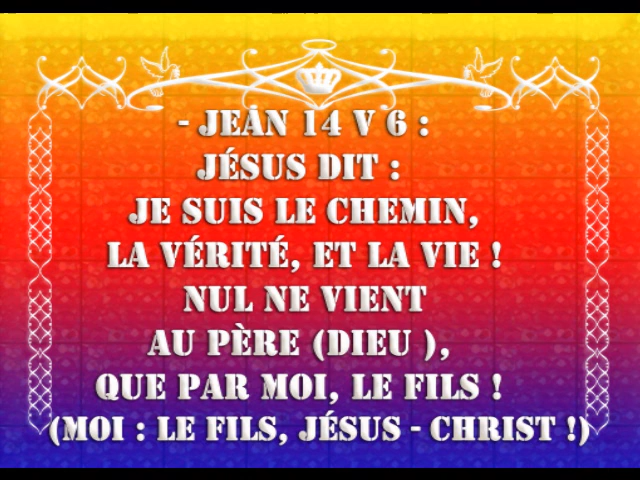 - JEAN 14 V 6 :
JÉSUS DIT :
JE SUIS LE CHEMIN,
LA VÉRITÉ, ET LA VIE !
NUL NE VIENT
AU PÈRE (DIEU ),
QUE PAR MOI, LE FILS !
(MOI : LE FILS, JÉSUS - CHRIST !)